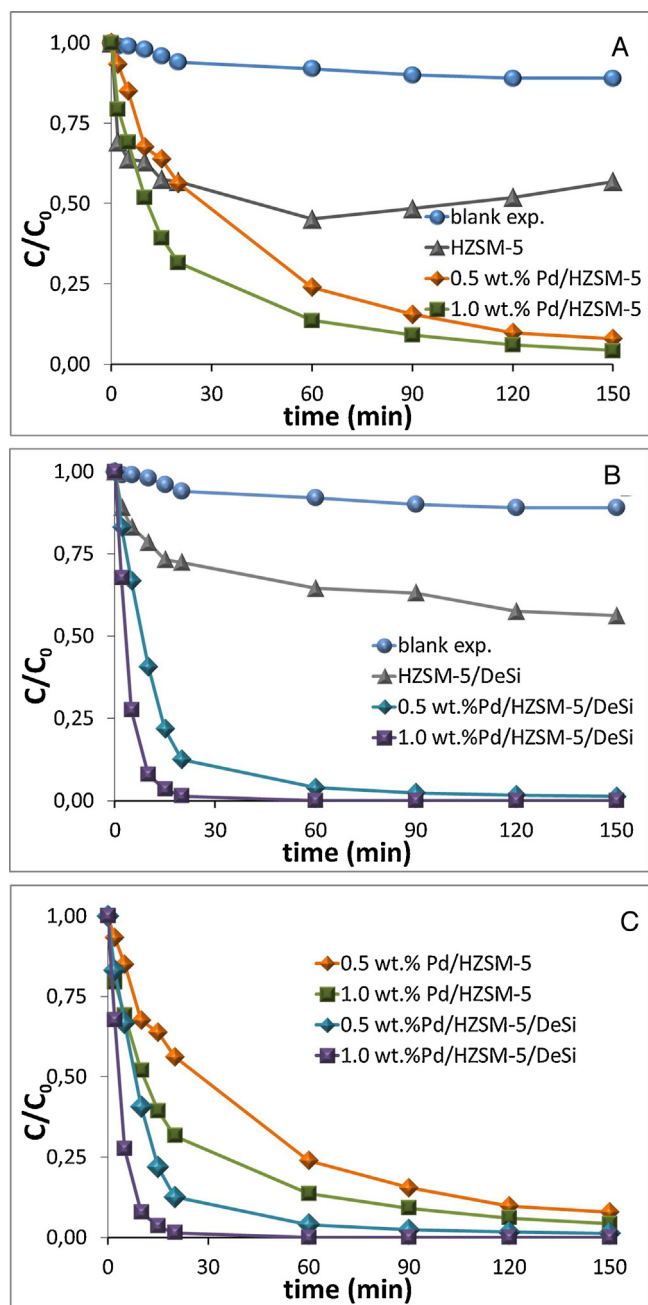 A
1,00
0,75
0,50
0,25
0,00
C/C0
blank exp.
HZSM-5
0.5 wt.% Pd/HZSM-5
1.0 wt.% Pd/HZSM-5
0 30 60 90 120 150
time (min)
B
1,00
0,75
0,50
0,25
0,00
C/C0
blank exp.
HZSM-5/DeSi
0.5 wt.%Pd/HZSM-5/DeSi
1.0 wt.%Pd/HZSM-5/DeSi
0 30 60 90 120 150
time (min)
C
1,00
0,75
0,50
0,25
0,00
C/C0
0.5 wt.% Pd/HZSM-5
1.0 wt.% Pd/HZSM-5
0.5 wt.%Pd/HZSM-5/DeSi
1.0 wt.%Pd/HZSM-5/DeSi
0 30 60 90 120 150
time (min)